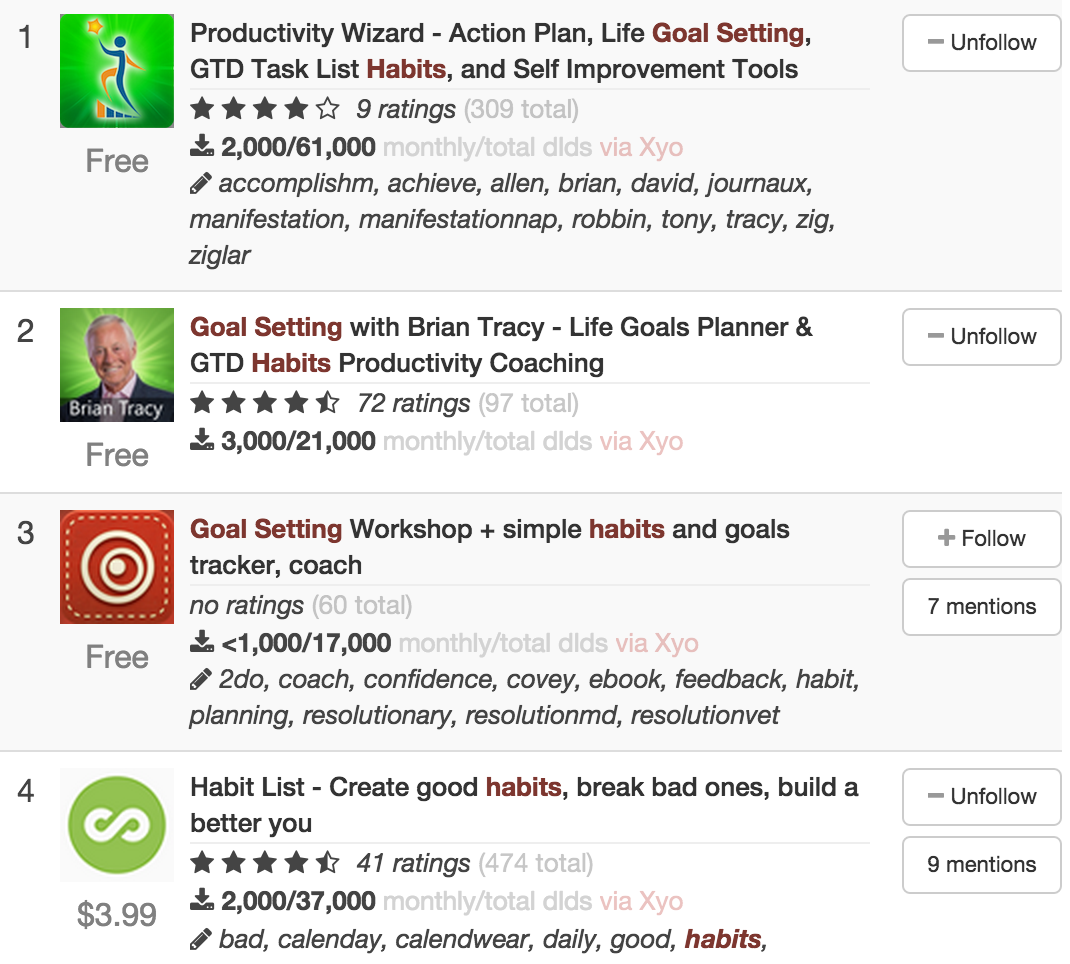 1
Productivity Wizard - Action Plan, Life Goal Setting,
GTD Task List Habits, and Self Improvement Tools
Unfollow
9 ratings (309 total)
2,000/61,000 monthly/total dlds via Xyo
Free
accomplishm, achieve, allen, brian, david, journaux,
manifestation, manifestationnap, robbin, tony, tracy, zig,
ziglar
2
Goal Setting with Brian Tracy - Life Goals Planner &
GTD Habits Productivity Coaching
Unfollow
Brian Tracy
72 ratings (97 total)
3,000/21,000 monthly/total dlds via Xyo
Free
3
Goal Setting Workshop + simple habits and goals
tracker, coach
Follow
7 mentions
no ratings (60 total)
<1,000/17,000 monthly/total dlds via Xyo
Free
2do, coach, confidence, covey, ebook, feedback, habit,
planning, resolutionary, resolutionmd, resolutionvet
4
Habit List - Create good habits, break bad ones, build a
better you
Unfollow
9 mentions
41 ratings (474 total)
2,000/37,000 monthly/total dlds via Xyo
$3.99
bad, calenday, calendwear, daily, good, habits,